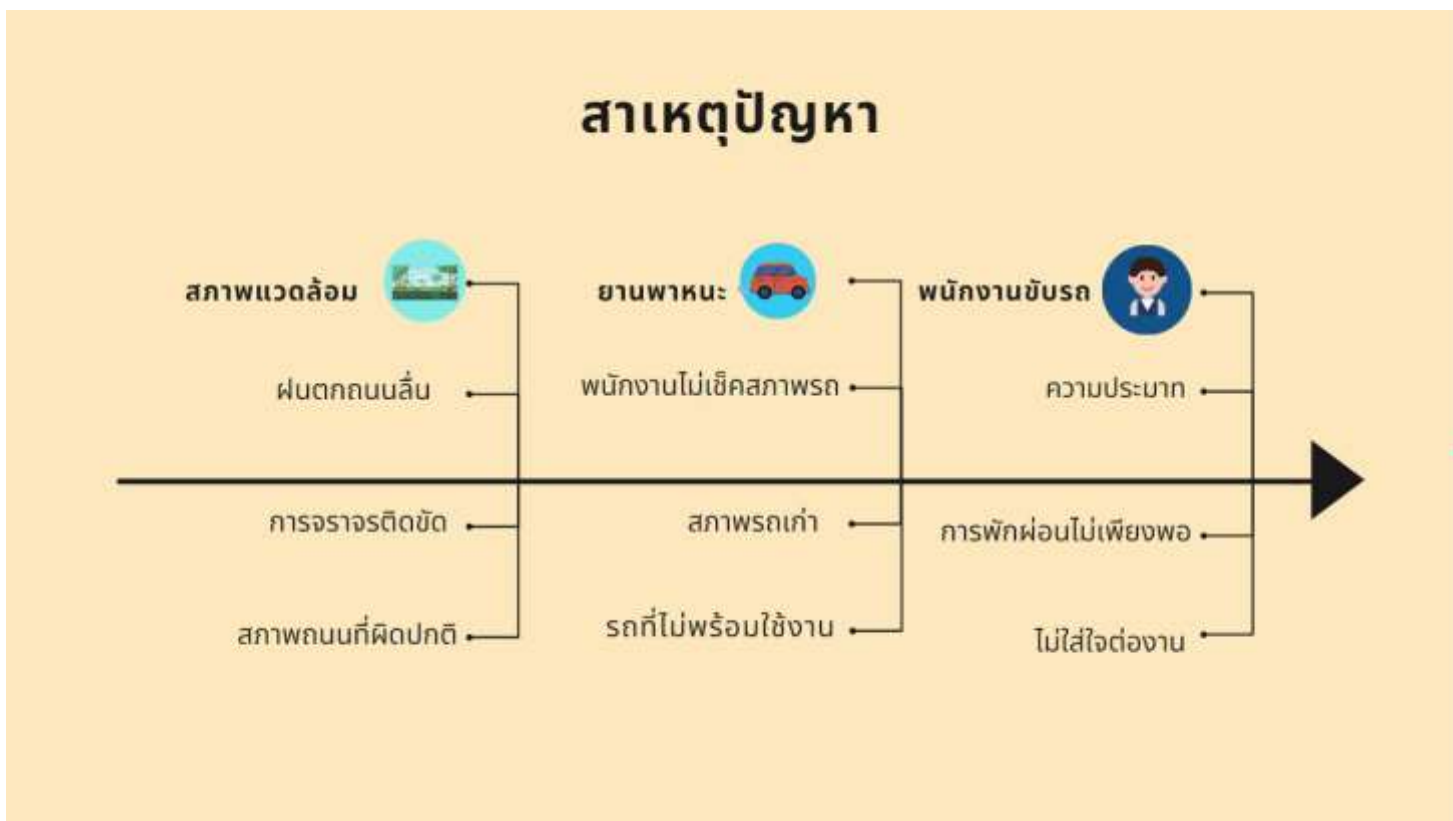 สาเหตุปัญหา
สภาพแวดล้อม
ฝนตกถนนลื่น
การจราจรติดขัด
สภาพถนนที่ผิดปกติ
ยานพาหนะ
พนักงานไม่เช็คสภาพรถ
สภาพรถเก่า
รถที่ไม่พร้อมใช้งาน
พนักงานขับรถ
ความประมาท
การพักผ่อนไม่เพียงพอ
ไม่ใส่ใจต่องาน